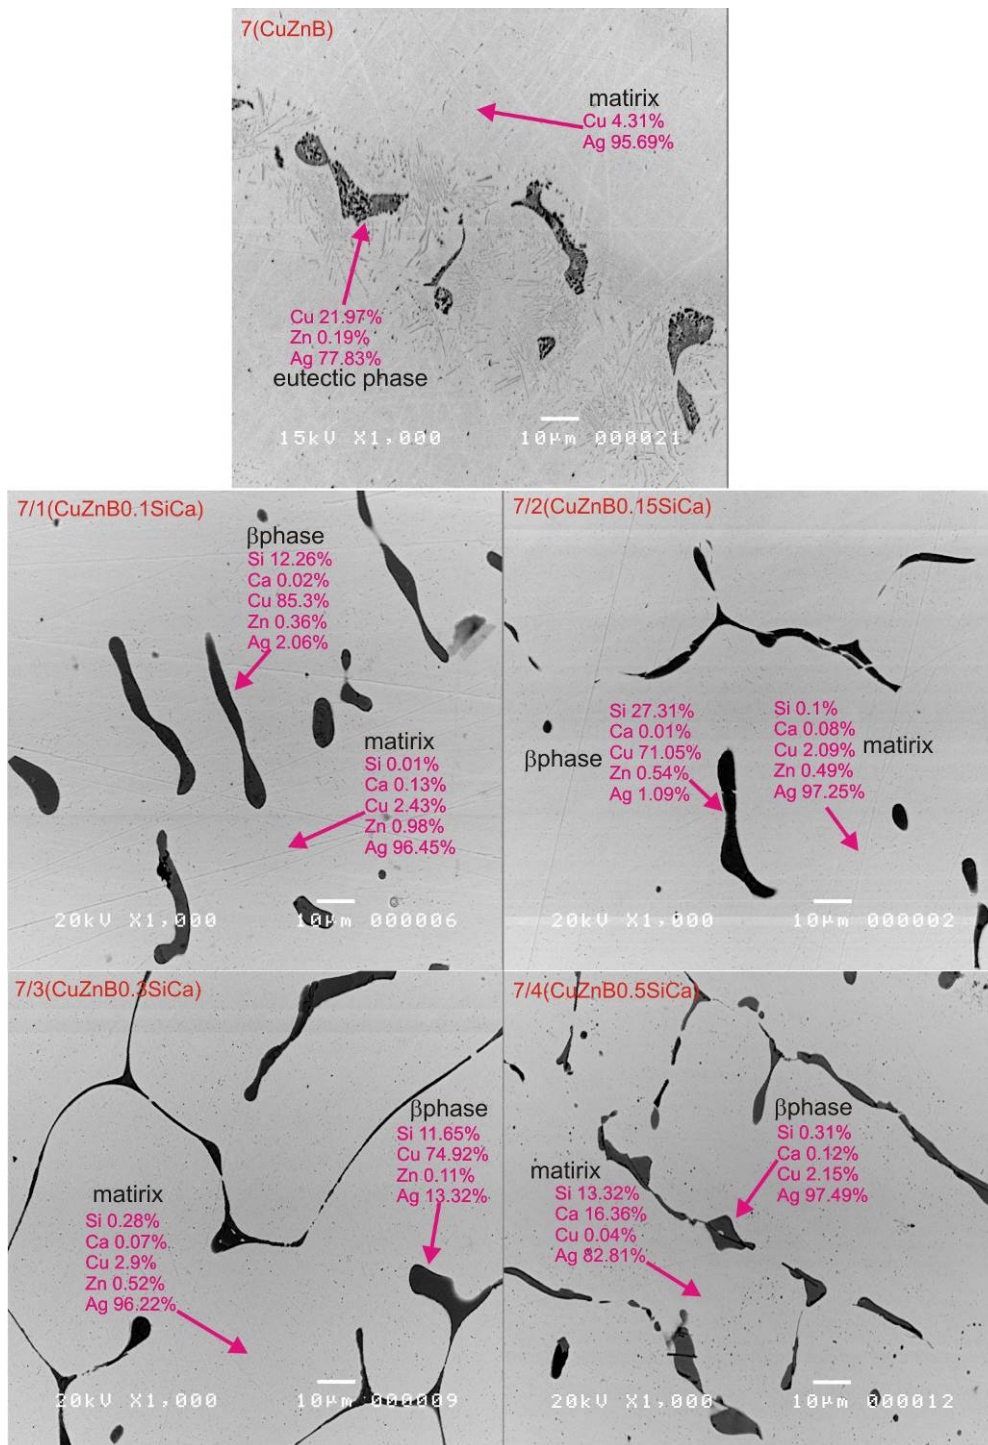 7(CuZnB)
matirix
Cu 4.31%
Ag 95.69%
Cu 21.97%
Zn 0.19%
Ag 77.83%
eutectic phase
15kV X1,000 10µm 000021
7/1(CuZnB0.1SiCa)
βphase
Si 12.26%
Ca 0.02%
Cu 85.3%
Zn 0.36%
Ag 2.06%
matirix
Si 0.01%
Ca 0.13%
Cu 2.43%
Zn 0.98%
Ag 96.45%
20kV X1,000 10µm 000006
7/2(CuZnB0.15SiCa)
βphase
Si 27.31%
Ca 0.01%
Cu 71.05%
Zn 0.54%
Ag 1.09%
matirix
Si 0.1%
Ca 0.08%
Cu 2.09%
Zn 0.49%
Ag 97.25%
20kV X1,000 10µm 000002
7/3(CuZnB0.3SiCa)
βphase
Si 11.65%
Cu 74.92%
Zn 0.11%
Ag 13.32%
matirix
Si 0.28%
Ca 0.07%
Cu 2.9%
Zn 0.52%
Ag 96.22%
20kV X1,000 10µm 000009
7/4(CuZnB0.5SiCa)
βphase
Si 0.31%
Ca 0.12%
Cu 2.15%
Ag 97.49%
matirix
Si 13.32%
Ca 16.36%
Cu 0.04%
Ag 82.81%
20kV X1,000 10µm 000012